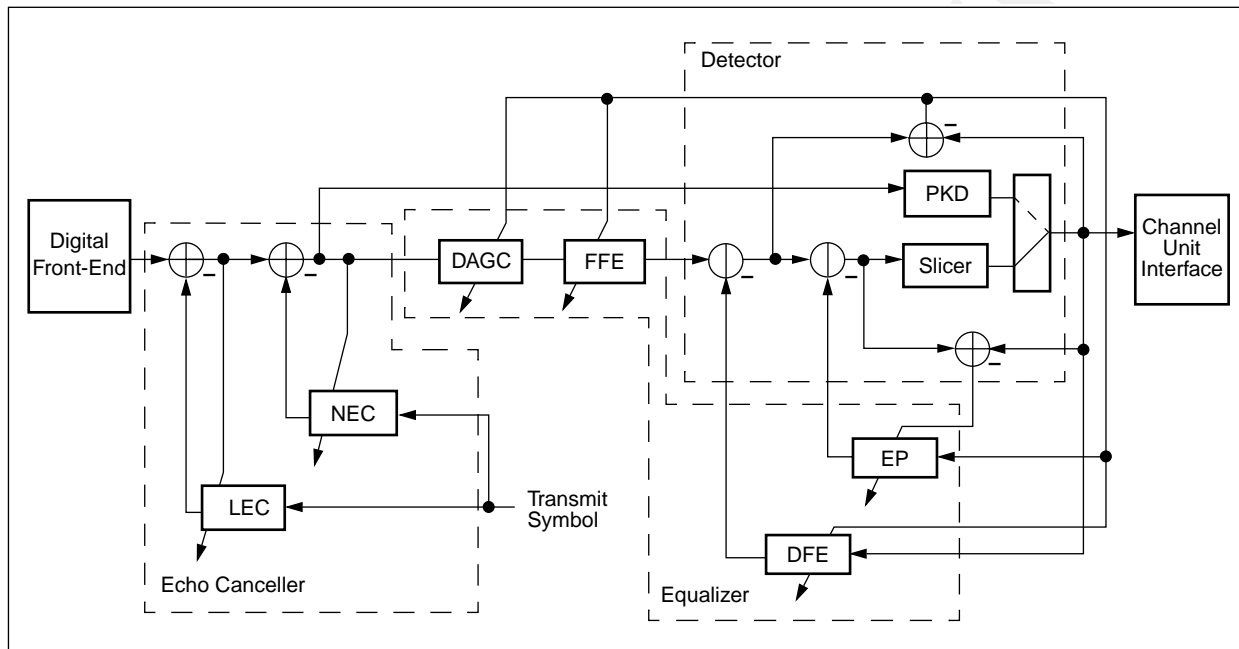 Detector
PKD
Digital
Front-End
Channel
Unit
Interface
DAGC
FFE
Slicer
NEC
EP
LEC
Transmit
Symbol
DFE
Echo Canceller
Equalizer